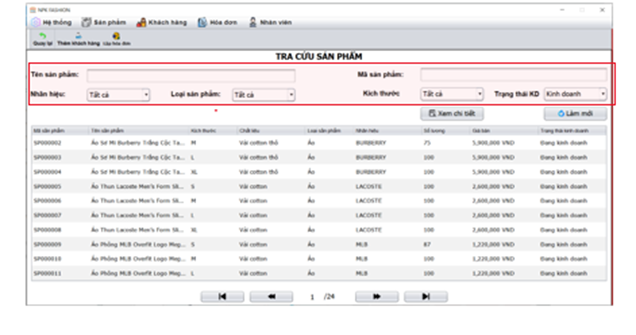 NPK FASHION
Hệ thống Sản phẩm Khách hàng Hóa đơn Nhân viên
Quay lại Thêm khách hàng Lập hóa đơn
TRA CỨU SẢN PHẨM
Tên sản phẩm: Mã sản phẩm:
Nhãn hiệu: Tất cả Loại sản phẩm: Tất cả Kích thước Tất cả Trạng thái KD Kinh doanh
Xem chi tiết Làm mới
Mã sản phẩm Tên sản phẩm Kích thước Chất liệu Loại sản phẩm Nhãn hiệu Số lượng Giá bán Trạng thái kinh doanh
SP000002 Áo Sơ Mi Burberry Trắng Cộc Ta... M Vải cotton thô Áo BURBERRY 75 5,900,000 VND Đang kinh doanh
SP000003 Áo Sơ Mi Burberry Trắng Cộc Ta... L Vải cotton thô Áo BURBERRY 100 5,900,000 VND Đang kinh doanh
SP000004 Áo Sơ Mi Burberry Trắng Cộc Ta... XL Vải cotton thô Áo BURBERRY 100 5,900,000 VND Đang kinh doanh
SP000005 Áo Thun Lacoste Men's Form Sli... S Vải cotton Áo LACOSTE 100 2,600,000 VND Đang kinh doanh
SP000006 Áo Thun Lacoste Men's Form Sli... M Vải cotton Áo LACOSTE 100 2,600,000 VND Đang kinh doanh
SP000007 Áo Thun Lacoste Men's Form Sli... L Vải cotton Áo LACOSTE 100 2,600,000 VND Đang kinh doanh
SP000008 Áo Thun Lacoste Men's Form Sli... XL Vải cotton Áo LACOSTE 100 2,600,000 VND Đang kinh doanh
SP000009 Áo Phông MLB Overfit Logo Meg... S Vải cotton Áo MLB 87 1,220,000 VND Đang kinh doanh
SP000010 Áo Phông MLB Overfit Logo Meg... M Vải cotton Áo MLB 100 1,220,000 VND Đang kinh doanh
SP000011 Áo Phông MLB Overfit Logo Meg... L Vải cotton Áo MLB 100 1,220,000 VND Đang kinh doanh
1 /24